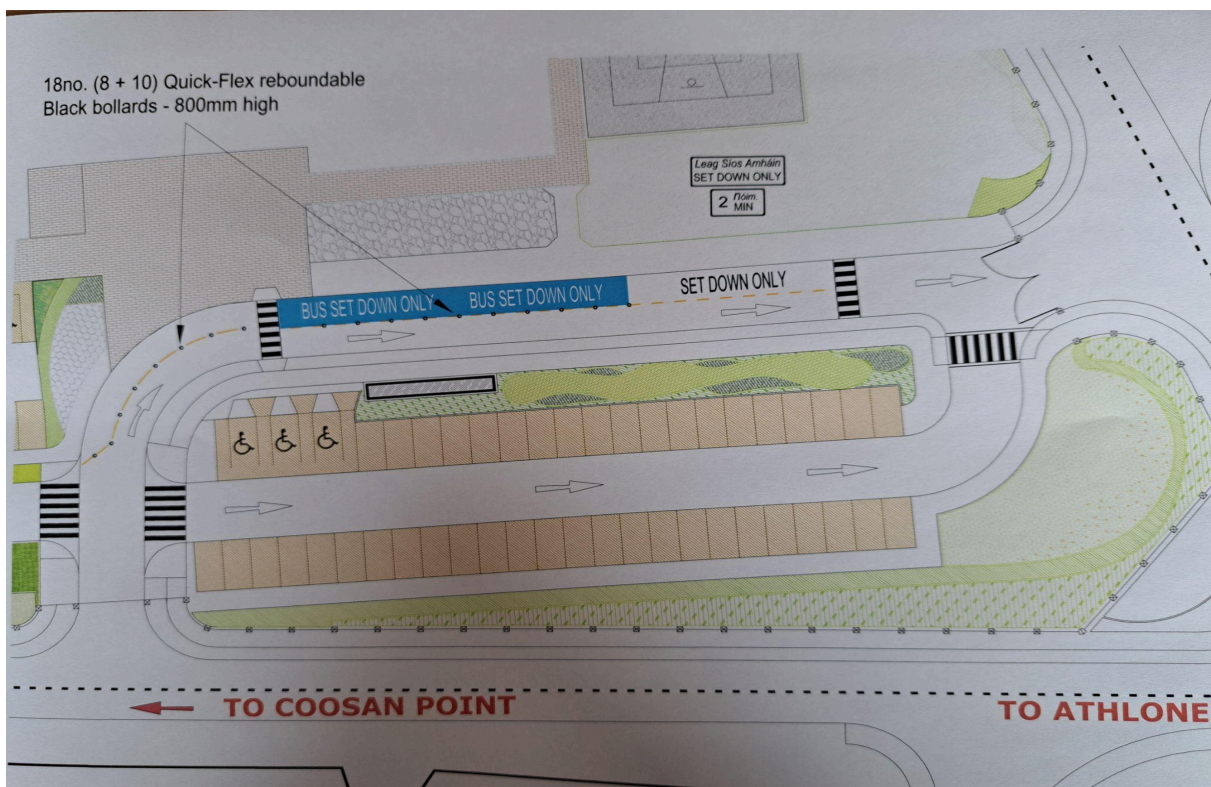 18no. (8 + 10) Quick-Flex reboundable
Black bollards - 800mm high
Leag Síos Amháin
SET DOWN ONLY
2 nóim.
MIN
BUS SET DOWN ONLY
BUS SET DOWN ONLY
SET DOWN ONLY
TO COOSAN POINT
TO ATHLONE